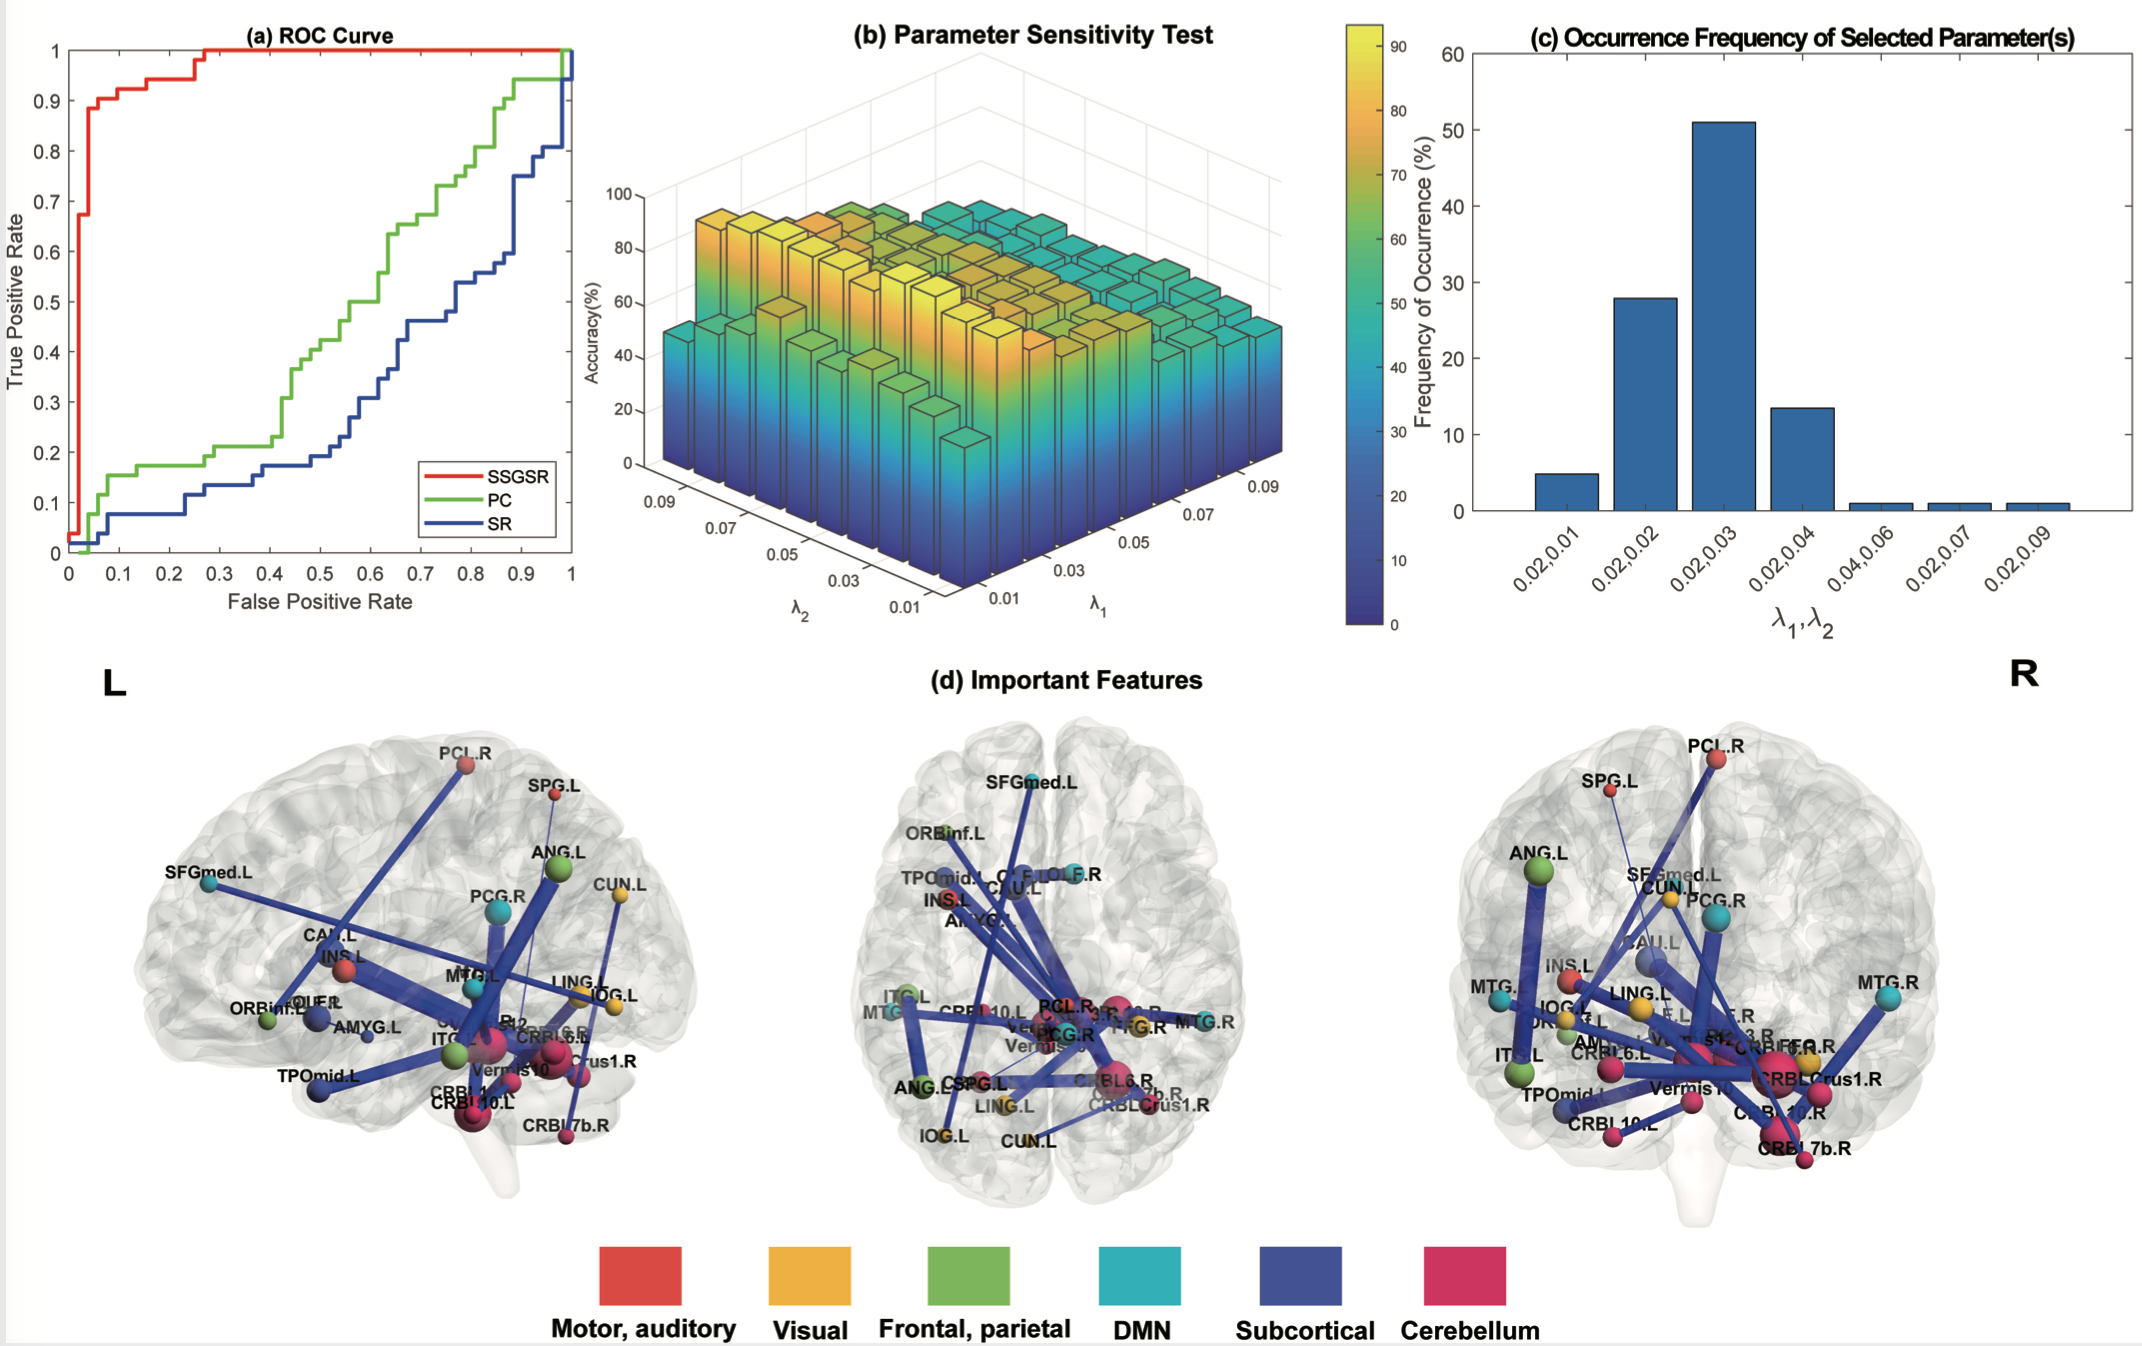 (a) ROC Curve
1
0.9
0.8
0.7
0.6
0.5
0.4
0.3
0.2
0.1
0
True Positive Rate
0 0.1 0.2 0.3 0.4 0.5 0.6 0.7 0.8 0.9 1
False Positive Rate
SSGSR
PC
SR
(b) Parameter Sensitivity Test
100
80
60
40
20
0
Accuracy(%)
0.09
0.07
0.05
0.03
0.01
λ2
0.01
0.03
0.05
0.07
0.09
λ1
90
80
70
60
50
40
30
20
10
0
(c) Occurrence Frequency of Selected Parameter(s)
60
50
40
30
20
10
0
Frequency of Occurrence (%)
0.02,0.01
0.02,0.02
0.02,0.03
0.02,0.04
0.04,0.06
0.02,0.07
0.02,0.09
λ1,λ2
L
(d) Important Features
R
PCL.R
SPG.L
ANG.L
SFGmed.L
CUN.L
PCG.R
CAU.L
INS.L
MTG.L
LING.L
IOG.L
ORBinf.L
AMYG.L
TPOmid.L
Vermis10
CRBL10.L
CRBL7b.R
SFGmed.L
ORBinf.L
TPOmid.L
OLF.R
CAU.L
INS.L
ITG.L
CRBL10.L
PCL.R
PCG.R
FFG.R
MTG.R
ANG.L
SPG.L
CRBL6.R
CRBLCrus1.R
LING.L
IOG.L
CUN.L
PCL.R
SPG.L
ANG.L
SFGmed.L
CUN.L
PCG.R
CAU.L
INS.L
MTG.R
LING.L
IOG.L
CRBL6.L
ITG.L
CRBLCrus1.R
TPOmid.L
CRBL10.R
CRBL10.L
CRBL7b.R
Motor, auditory
Visual
Frontal, parietal
DMN
Subcortical
Cerebellum